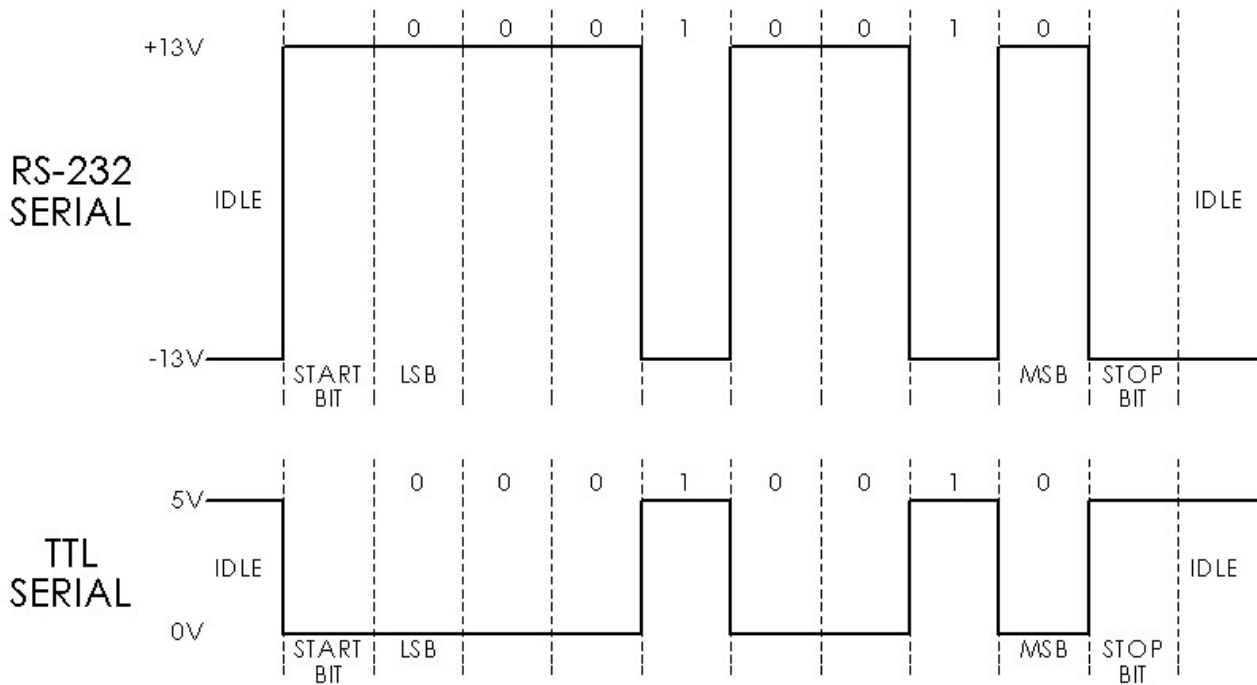 0 0 0 1 0 0 1 0
+13V
RS-232
SERIAL
IDLE
IDLE
-13V
START
BIT
LSB
MSB
STOP
BIT
0 0 0 1 0 0 1 0
5V
TTL
SERIAL
IDLE
IDLE
0V
START
BIT
LSB
MSB
STOP
BIT